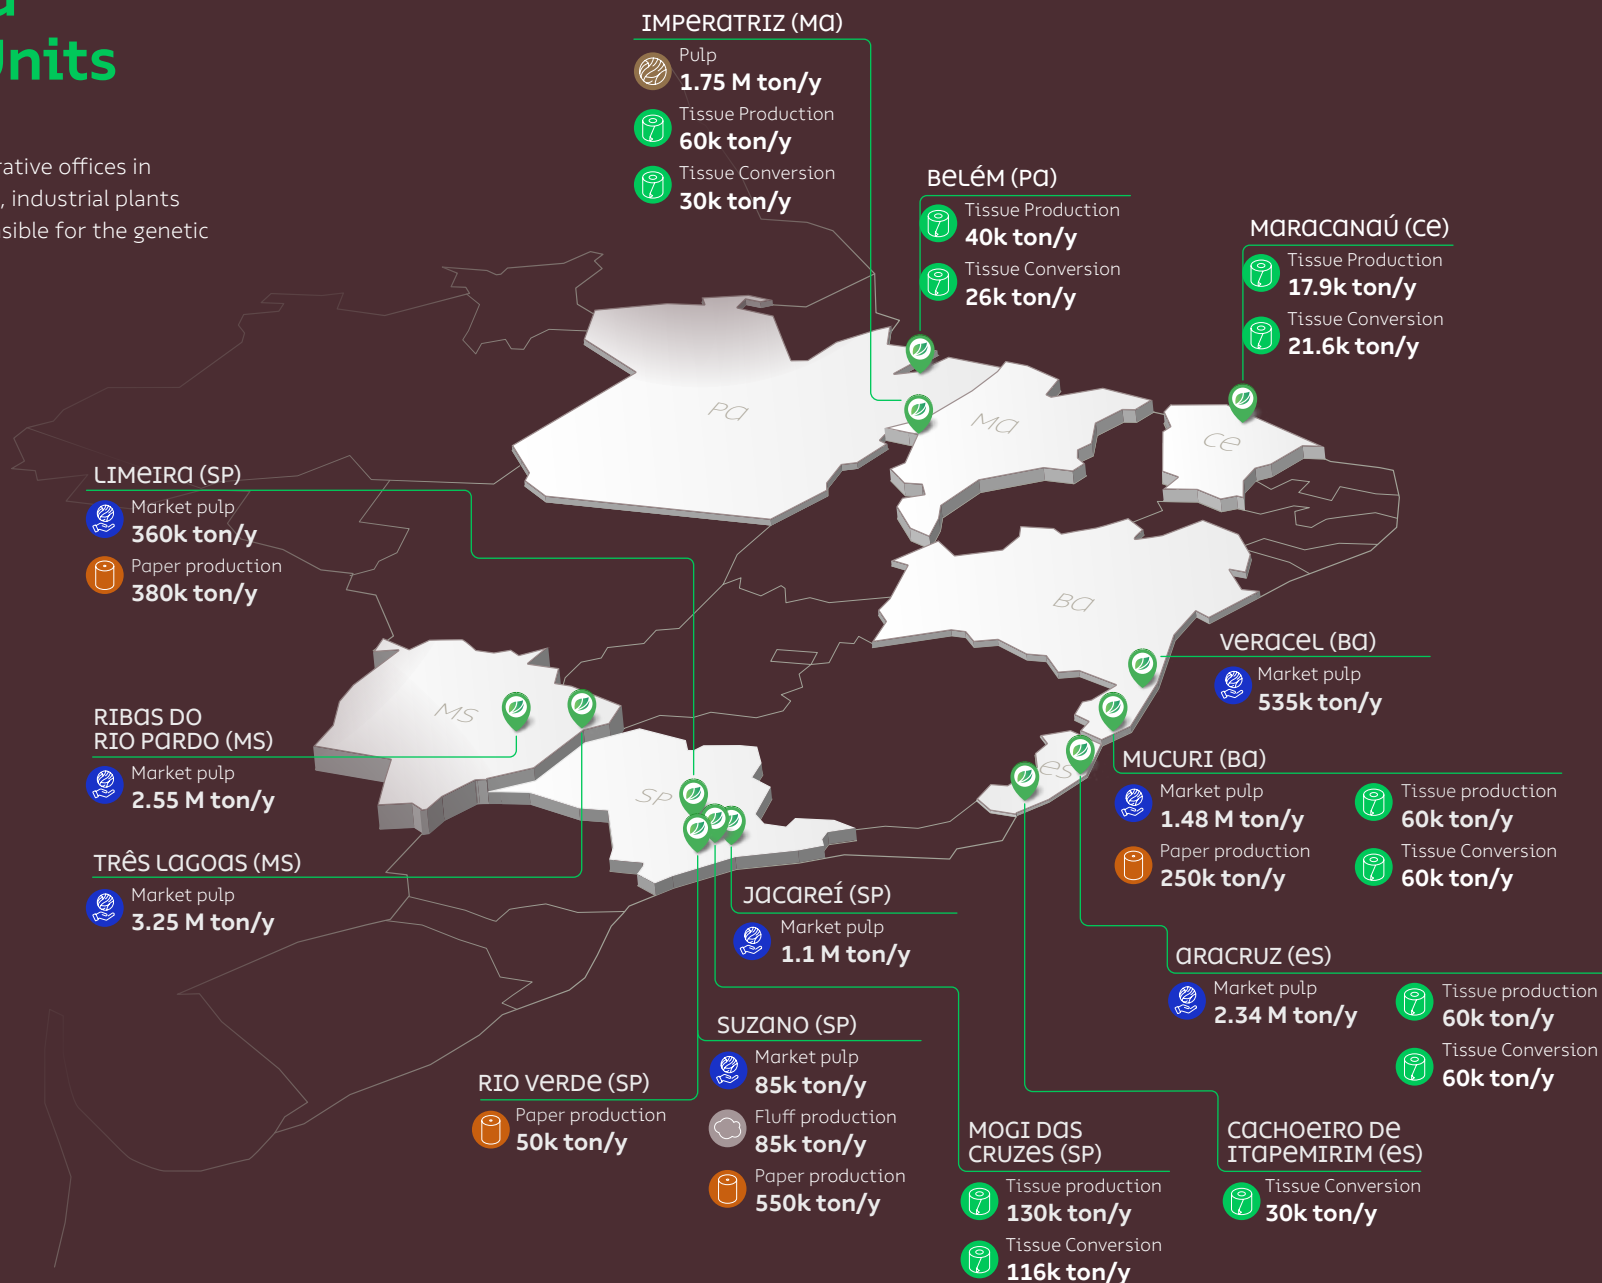 Units
rative offices in
, industrial plants
sible for the genetic
IMPERATRIZ (MA)
Pulp
1.75 M ton/y
Tissue Production
60k ton/y
Tissue Conversion
30k ton/y
BELÉM (PA)
Tissue Production
40k ton/y
Tissue Conversion
26k ton/y
MARACANAÚ (CE)
Tissue Production
17.9k ton/y
Tissue Conversion
21.6k ton/y
PA
MA
CE
LIMEIRA (SP)
Market pulp
360k ton/y
Paper production
380k ton/y
BA
VERACEL (BA)
Market pulp
535k ton/y
RIBAS DO
RIO PARDO (MS)
Market pulp
2.55 M ton/y
MS
SP
ES
MUCURI (BA)
Market pulp
1.48 M ton/y
Paper production
250k ton/y
Tissue production
60k ton/y
Tissue Conversion
60k ton/y
TRÊS LAGOAS (MS)
Market pulp
3.25 M ton/y
JACAREÍ (SP)
Market pulp
1.1 M ton/y
ARACRUZ (ES)
Market pulp
2.34 M ton/y
Tissue production
60k ton/y
Tissue Conversion
60k ton/y
SUZANO (SP)
Market pulp
85k ton/y
Fluff production
85k ton/y
Paper production
550k ton/y
RIO VERDE (SP)
Paper production
50k ton/y
MOGI DAS
CRUZES (SP)
Tissue production
130k ton/y
Tissue Conversion
116k ton/y
CACHOEIRO DE
ITAPEMIRIM (ES)
Tissue Conversion
30k ton/y